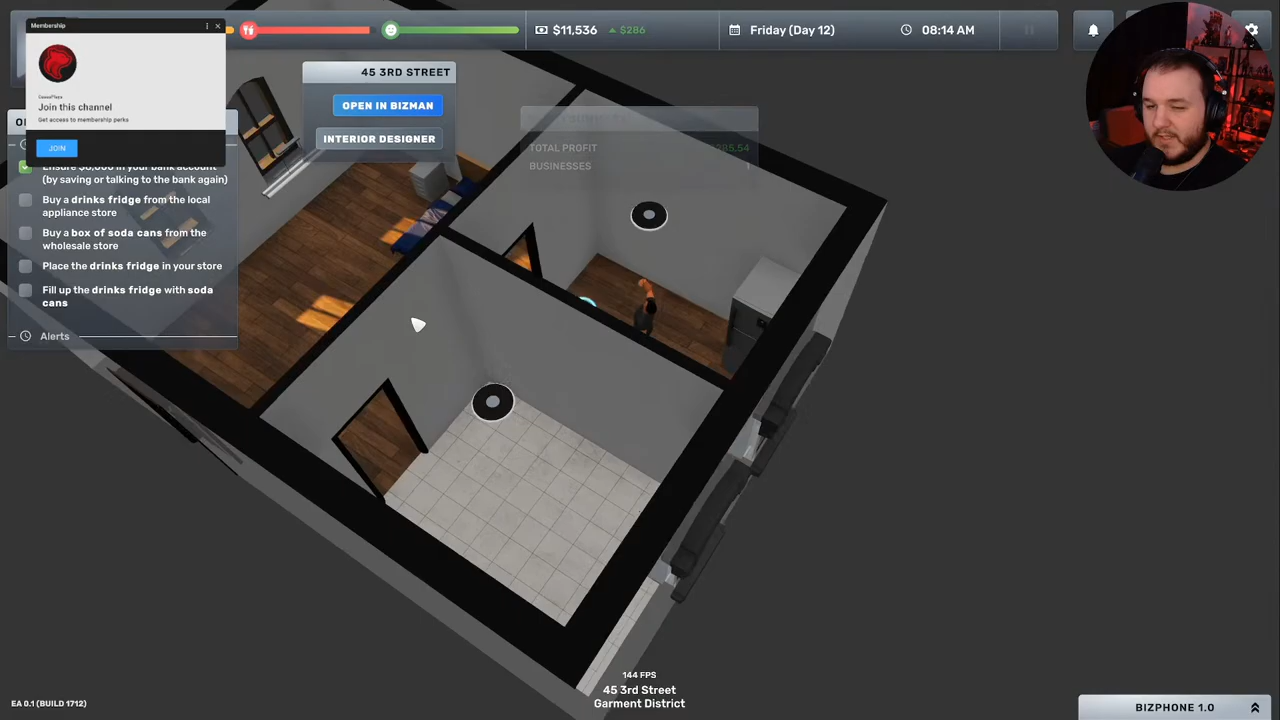 Membership
Join this channel
Get access to membership perks
JOIN
$11,536
$286
Friday (Day 12)
08:14 AM
45 3RD STREET
OPEN IN BIZMAN
INTERIOR DESIGNER
TOTAL PROFIT
BUSINESSES
1
(by saving or talking to the bank again)
Buy a drinks fridge from the local
appliance store
Buy a box of soda cans from the
wholesale store
Place the drinks fridge in your store
Fill up the drinks fridge with soda
cans
Alerts
144 FPS
45 3rd Street
Garment District
EA 0.1 (BUILD 1712)
BIZPHONE 1.0